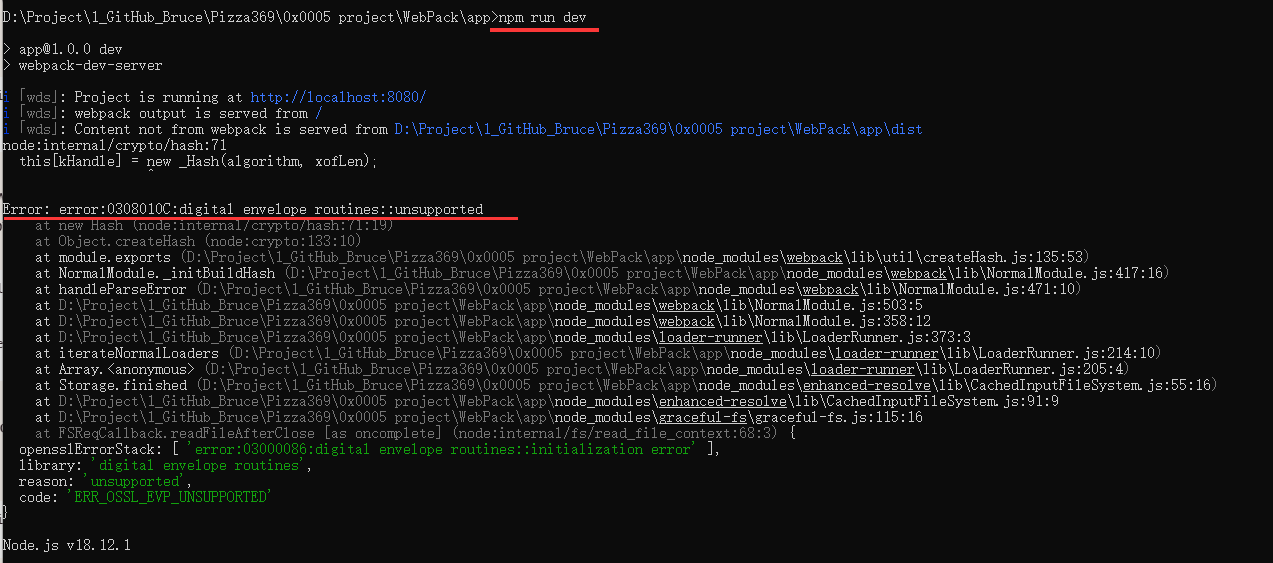 D:\Project\1_GitHub_Bruce\Pizza369\0x0005 project\WebPack\app>npm run dev
> app@1.0.0 dev
> webpack-dev-server
i ｢wds｣: Project is running at http://localhost:8080/
i ｢wds｣: webpack output is served from /
i ｢wds｣: Content not from webpack is served from D:\Project\1_GitHub_Bruce\Pizza369\0x0005 project\WebPack\app\dist
node:internal/crypto/hash:71
  this[kHandle] = new _Hash(algorithm, xofLen);
                  ^
Error: error:0308010C:digital envelope routines::unsupported
    at new Hash (node:internal/crypto/hash:71:19)
    at Object.createHash (node:crypto:133:10)
    at module.exports (D:\Project\1_GitHub_Bruce\Pizza369\0x0005 project\WebPack\app\node_modules\webpack\lib\util\createHash.js:135:53)
    at NormalModule._initBuildHash (D:\Project\1_GitHub_Bruce\Pizza369\0x0005 project\WebPack\app\node_modules\webpack\lib\NormalModule.js:417:16)
    at handleParseError (D:\Project\1_GitHub_Bruce\Pizza369\0x0005 project\WebPack\app\node_modules\webpack\lib\NormalModule.js:471:10)
    at D:\Project\1_GitHub_Bruce\Pizza369\0x0005 project\WebPack\app\node_modules\webpack\lib\NormalModule.js:503:5
    at D:\Project\1_GitHub_Bruce\Pizza369\0x0005 project\WebPack\app\node_modules\webpack\lib\NormalModule.js:358:12
    at D:\Project\1_GitHub_Bruce\Pizza369\0x0005 project\WebPack\app\node_modules\loader-runner\lib\LoaderRunner.js:373:3
    at iterateNormalLoaders (D:\Project\1_GitHub_Bruce\Pizza369\0x0005 project\WebPack\app\node_modules\loader-runner\lib\LoaderRunner.js:214:10)
    at Array.<anonymous> (D:\Project\1_GitHub_Bruce\Pizza369\0x0005 project\WebPack\app\node_modules\loader-runner\lib\LoaderRunner.js:205:4)
    at Storage.finished (D:\Project\1_GitHub_Bruce\Pizza369\0x0005 project\WebPack\app\node_modules\enhanced-resolve\lib\CachedInputFileSystem.js:55:16)
    at D:\Project\1_GitHub_Bruce\Pizza369\0x0005 project\WebPack\app\node_modules\enhanced-resolve\lib\CachedInputFileSystem.js:91:9
    at D:\Project\1_GitHub_Bruce\Pizza369\0x0005 project\WebPack\app\node_modules\graceful-fs\graceful-fs.js:115:16
    at FSReqCallback.readFileAfterClose [as oncomplete] (node:internal/fs/read_file_context:68:3) {
  opensslErrorStack: [ 'error:03000086:digital envelope routines::initialization error' ],
  library: 'digital envelope routines',
  reason: 'unsupported',
  code: 'ERR_OSSL_EVP_UNSUPPORTED'
}
Node.js v18.12.1